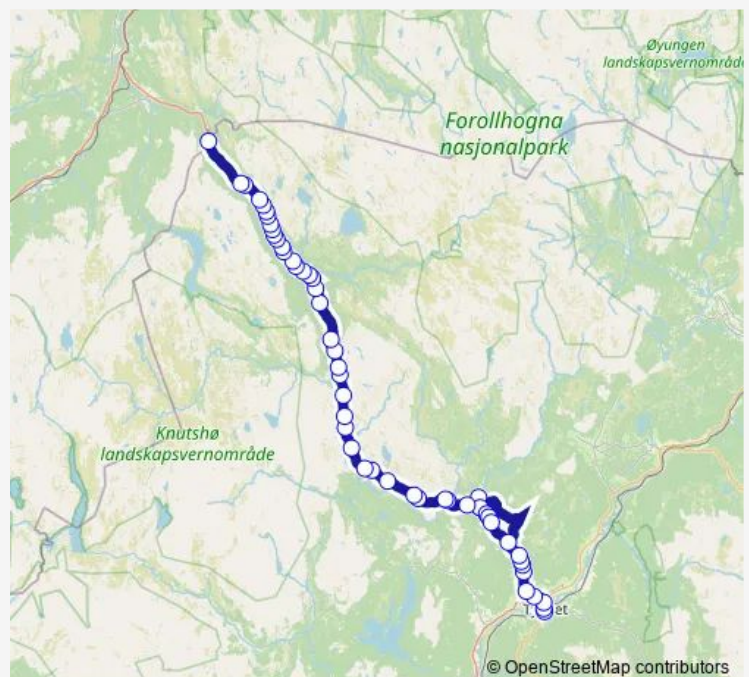 Øyungen
landskapsvernområde
Forollhogna
nasjonalpark
Knutshø
landskapsvernområde
© OpenStreetMap contributors